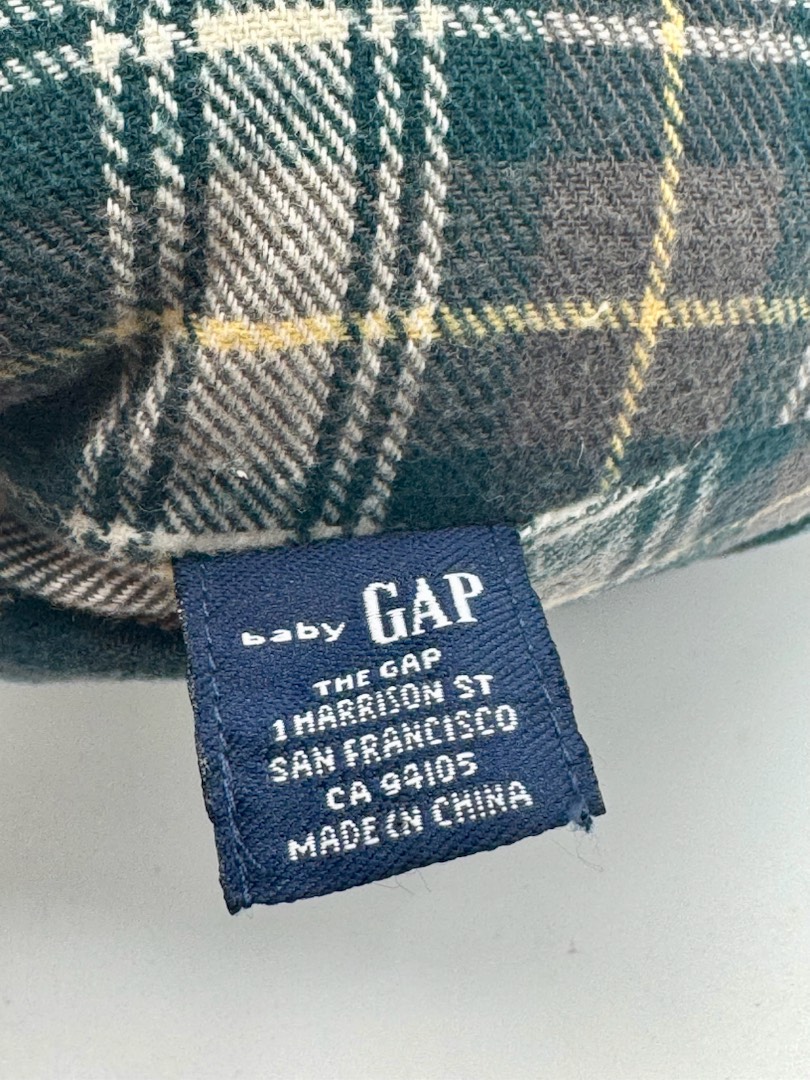 baby GAP
THE GAP
1 HARRISON ST
SAN FRANCISCO
CA 94105
MADE IN CHINA